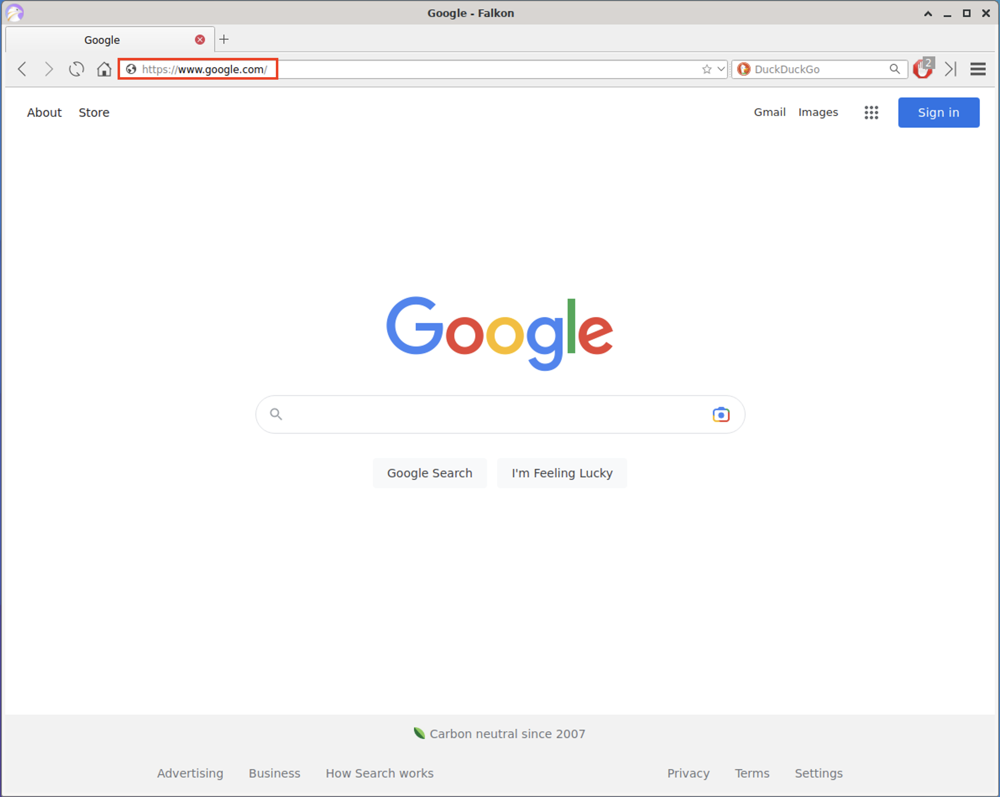 Google - Falkon
Google
https://www.google.com/
DuckDuckGo
2
About Store
Gmail Images Sign in
Google
Google Search I'm Feeling Lucky
Carbon neutral since 2007
Advertising Business How Search works Privacy Terms Settings